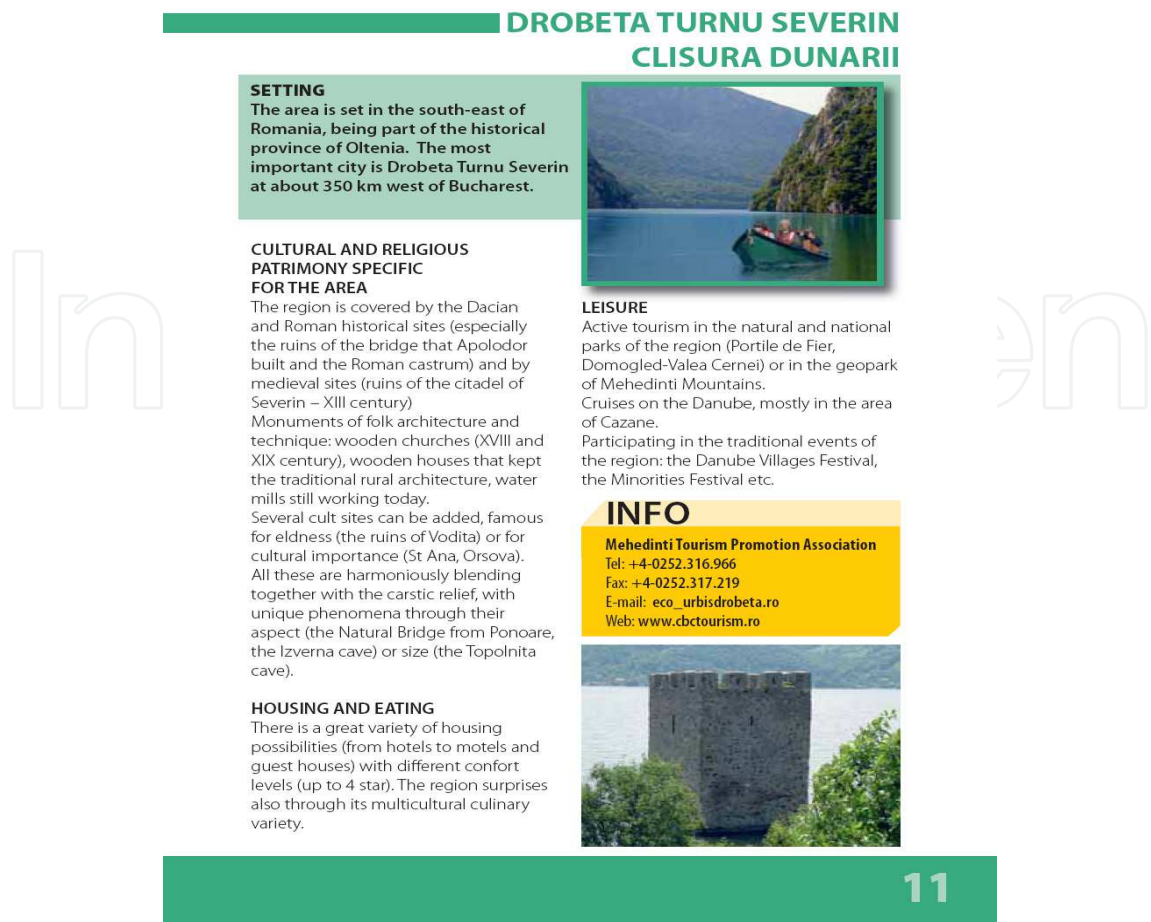 DROBETA TURNU SEVERIN
CLISURA DUNARII
SETTING
The area is set in the south-east of
Romania, being part of the historical
province of Oltenia. The most
important city is Drobeta Turnu Severin
at about 350 km west of Bucharest.
CULTURAL AND RELIGIOUS
PATRIMONY SPECIFIC
FOR THE AREA
The region is covered by the Dacian
and Roman historical sites (especially
the ruins of the bridge that Apolodor
built and the Roman castrum) and by
medieval sites (ruins of the citadel of
Severin – XIII century)
Monuments of folk architecture and
technique: wooden churches (XVIII and
XIX century), wooden houses that kept
the traditional rural architecture, water
mills still working today.
Several cult sites can be added, famous
for eldness (the ruins of Vodita) or for
cultural importance (St Ana, Orsova).
All these are harmoniously blending
together with the carstic relief, with
unique phenomena through their
aspect (the Natural Bridge from Ponoare,
the Izverna cave) or size (the Topolnita
cave).
HOUSING AND EATING
There is a great variety of housing
possibilities (from hotels to motels and
guest houses) with different confort
levels (up to 4 star). The region surprises
also through its multicultural culinary
variety.
LEISURE
Active tourism in the natural and national
parks of the region (Portile de Fier,
Domogled-Valea Cernei) or in the geopark
of Mehedinti Mountains.
Cruises on the Danube, mostly in the area
of Cazane.
Participating in the traditional events of
the region: the Danube Villages Festival,
the Minorities Festival etc.
INFO
Mehedinti Tourism Promotion Association
Tel: +4-0252.316.966
Fax: +4-0252.317.219
E-mail: eco_urbisdrobeta.ro
Web: www.cbctourism.ro
11
In
en